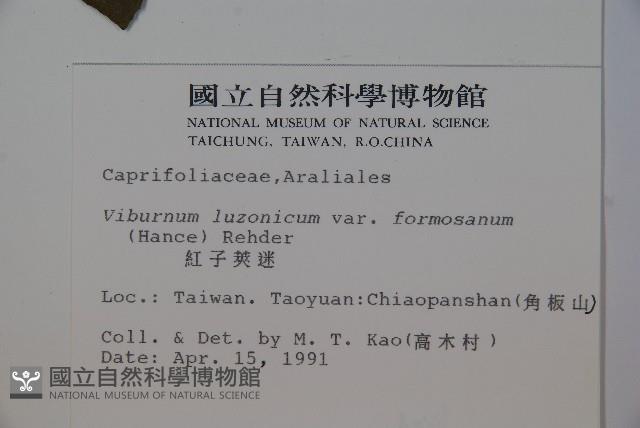 國立自然科學博物館
NATIONAL MUSEUM OF NATURAL SCIENCE
TAICHUNG, TAIWAN, R.O.CHINA
Caprifoliaceae,Araliales
Viburnum luzonicum var. formosanum
(Hance) Rehder
紅子莢迷
Loc.: Taiwan. Taoyuan:Chiaopanshan(角板山)
Coll. & Det. by M. T. Kao(高木村)
Date: Apr. 15, 1991
國立自然科學博物館
NATIONAL MUSEUM OF NATURAL SCIENCE